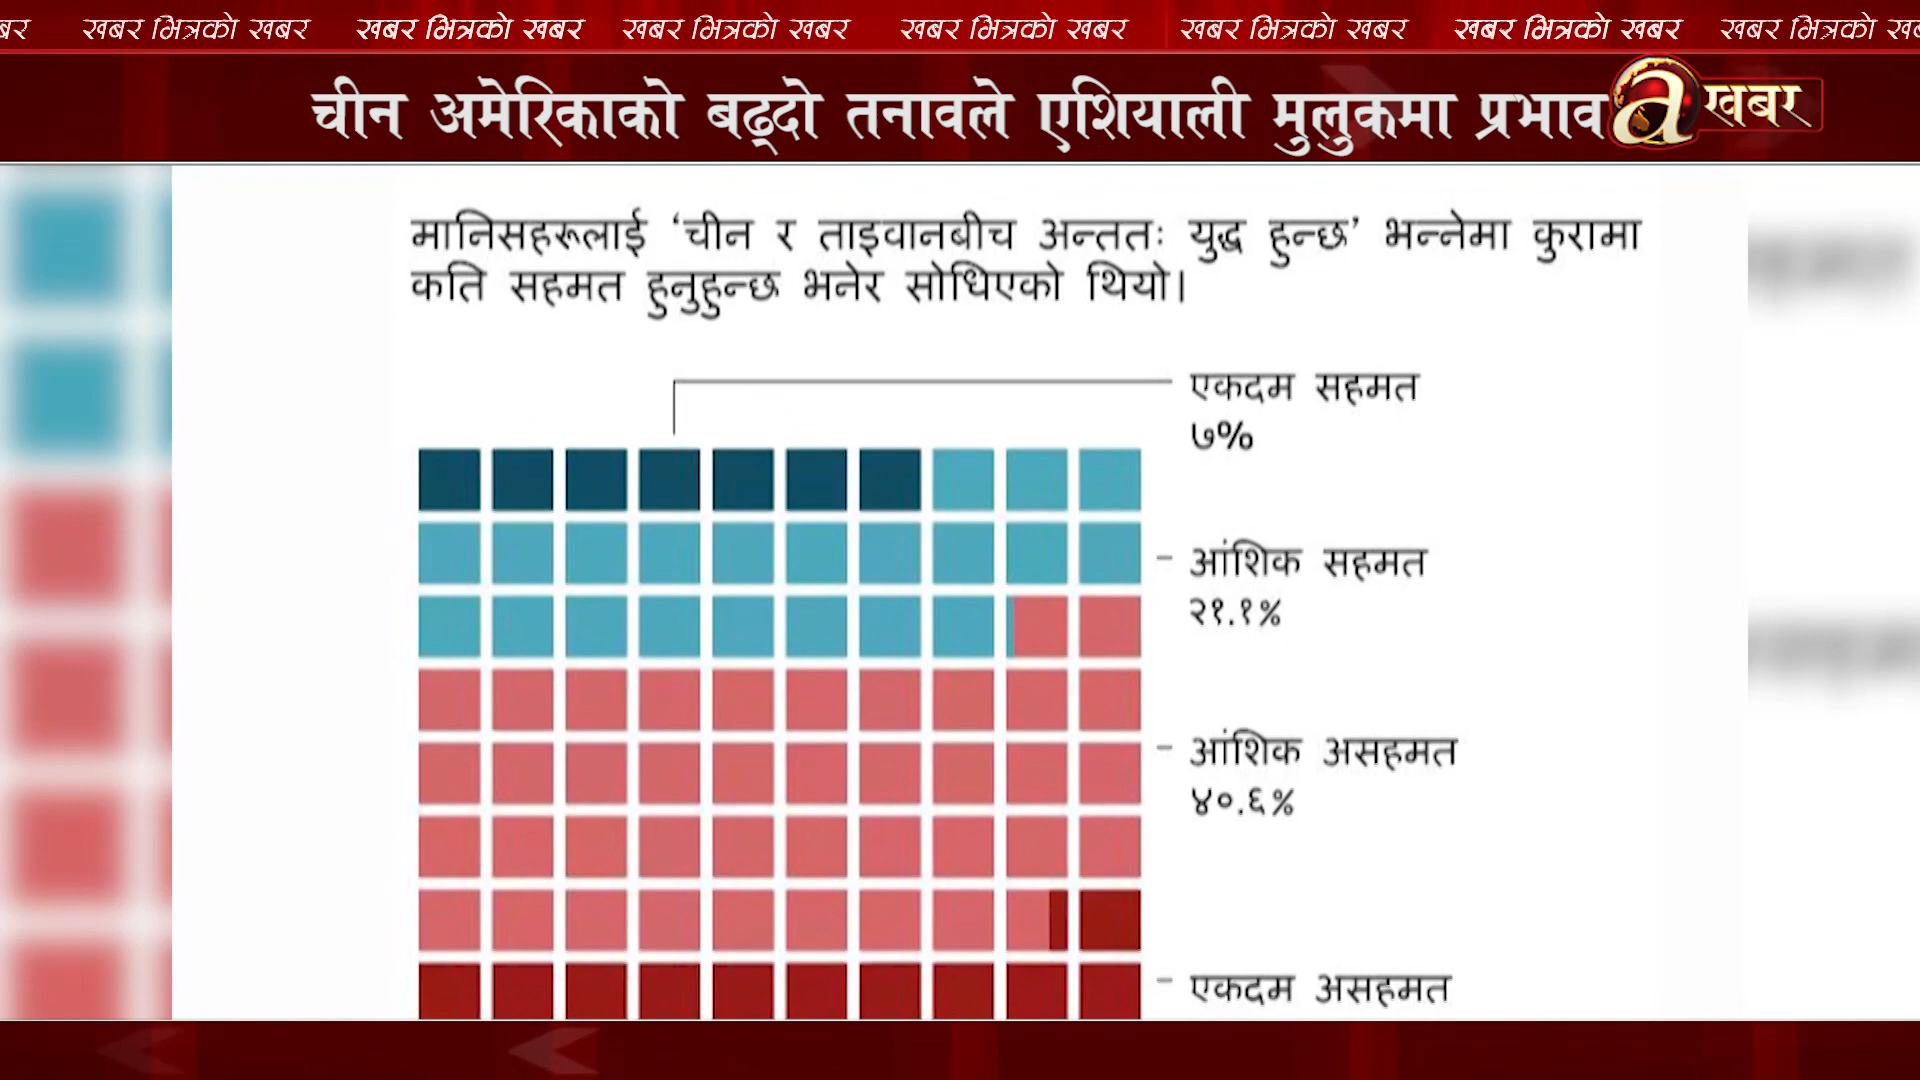 खबर भित्रको खबर खबर भित्रको खबर खबर भित्रको खबर खबर भित्रको खबर खबर भित्रको खबर खबर भित्रको खबर खबर भित्रको
चीन अमेरिकाको बढ्दो तनावले एशियाली मुलुकमा प्रभाव
a खबर
मानिसहरूलाई ‘चीन र ताइवानबीच अन्ततः युद्ध हुन्छ’ भन्नेमा कुरामा
कति सहमत हुनुहुन्छ भनेर सोधिएको थियो।
एकदम सहमत
७%
आंशिक सहमत
२१.१%
आंशिक असहमत
४०.६%
एकदम असहमत